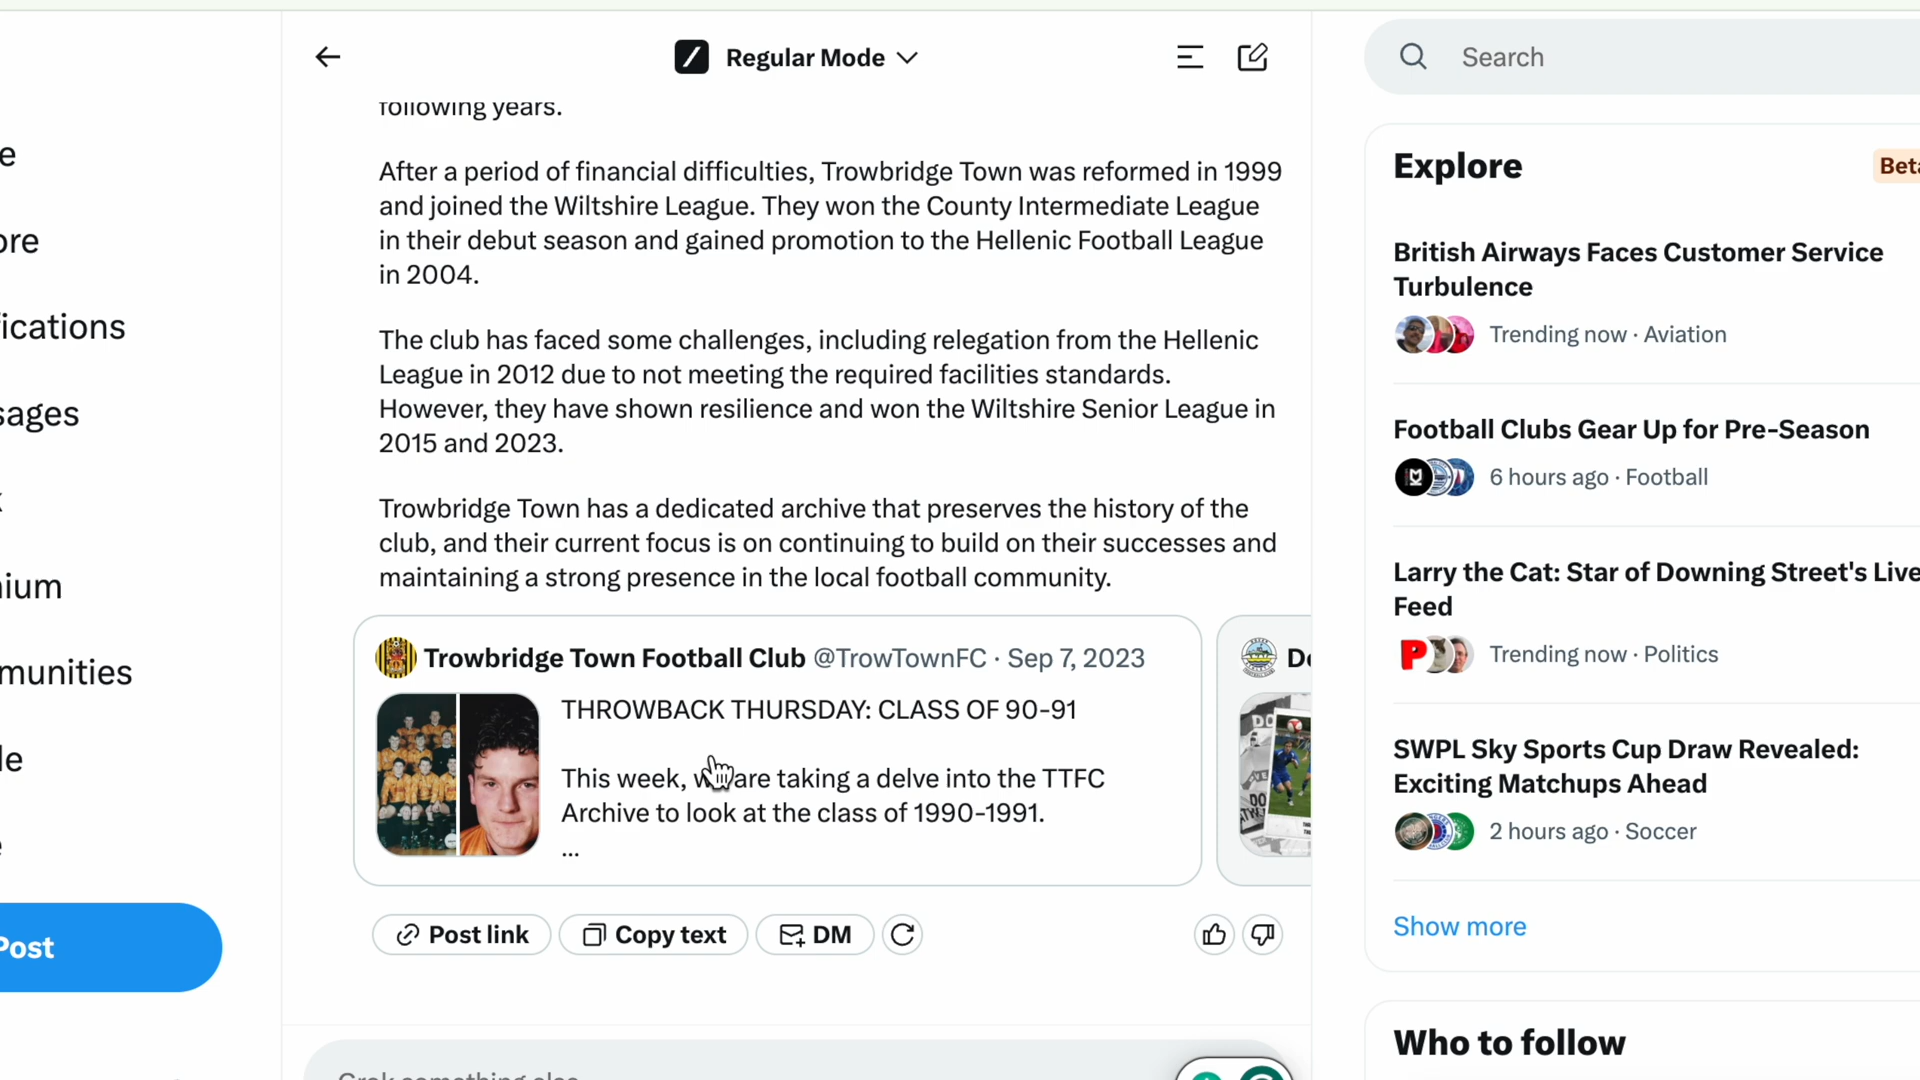 e
ore
fications
sages
k
nium
mmunities
le
e
Post
Regular Mode
following years.
After a period of financial difficulties, Trowbridge Town was reformed in 1999
and joined the Wiltshire League. They won the County Intermediate League
in their debut season and gained promotion to the Hellenic Football League
in 2004.
The club has faced some challenges, including relegation from the Hellenic
League in 2012 due to not meeting the required facilities standards.
However, they have shown resilience and won the Wiltshire Senior League in
2015 and 2023.
Trowbridge Town has a dedicated archive that preserves the history of the
club, and their current focus is on continuing to build on their successes and
maintaining a strong presence in the local football community.
Trowbridge Town Football Club @TrowTownFC · Sep 7, 2023
THROWBACK THURSDAY: CLASS OF 90-91
This week, we are taking a delve into the TTFC
Archive to look at the class of 1990-1991.
...
Post link
Copy text
DM
Grok something else
Search
Explore
Beta
British Airways Faces Customer Service
Turbulence
Trending now · Aviation
Football Clubs Gear Up for Pre-Season
6 hours ago · Football
Larry the Cat: Star of Downing Street's Live
Feed
Trending now · Politics
SWPL Sky Sports Cup Draw Revealed:
Exciting Matchups Ahead
2 hours ago · Soccer
Show more
Who to follow